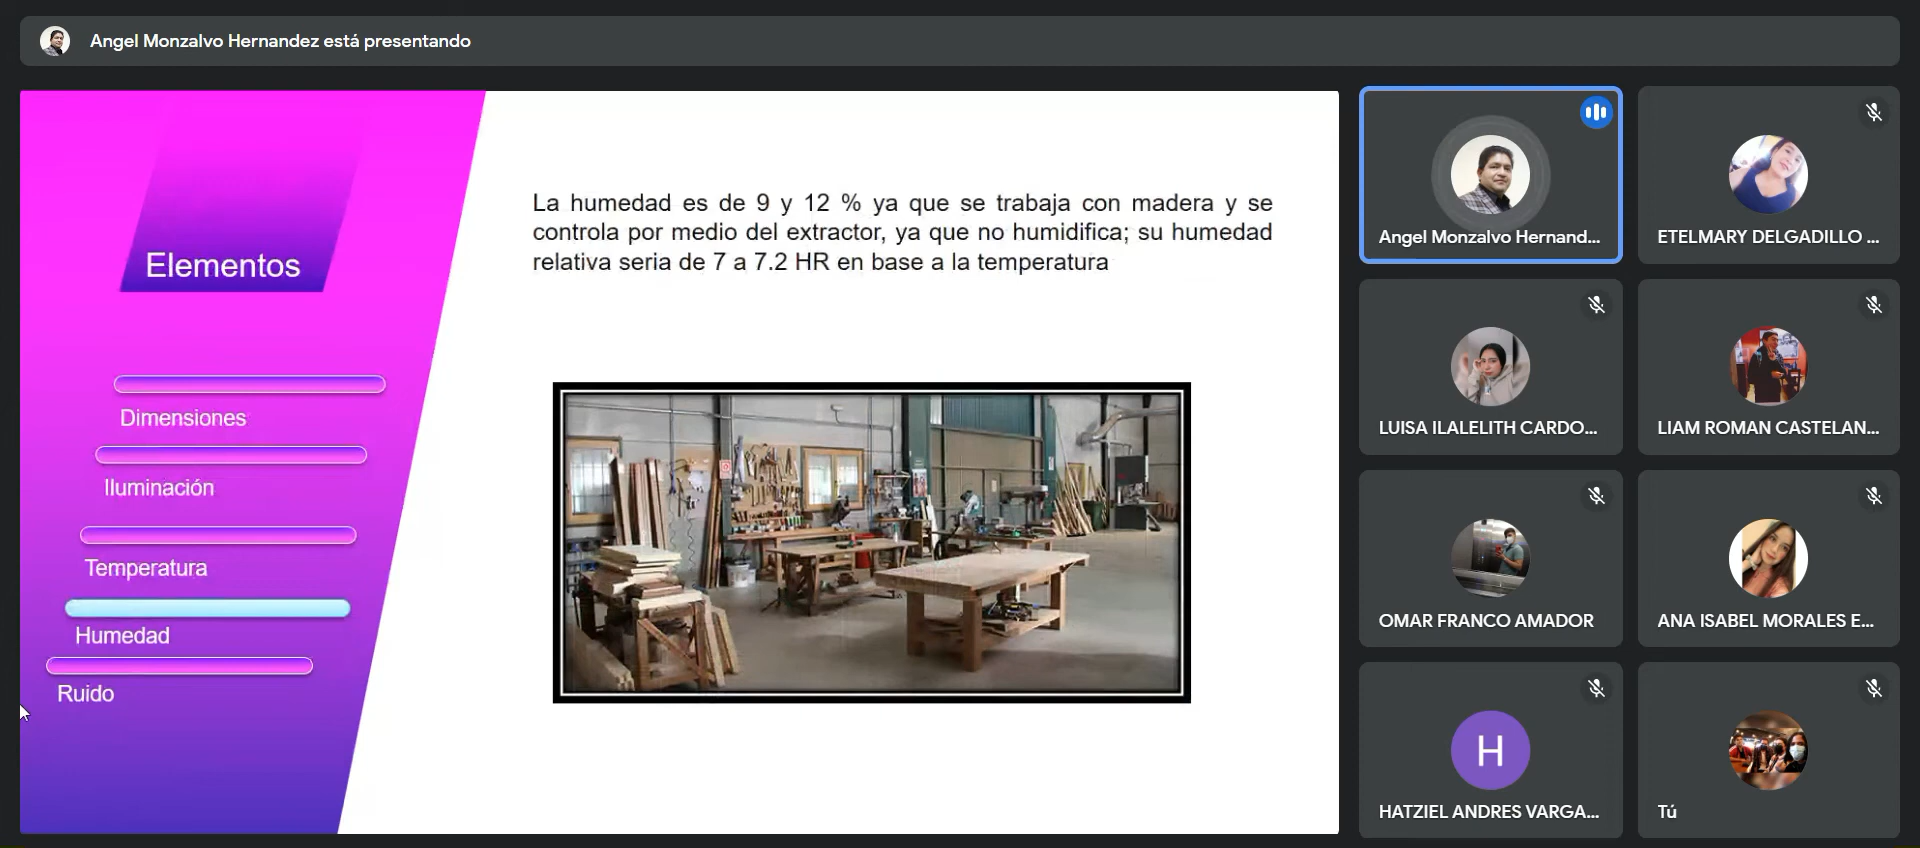 Angel Monzalvo Hernandez está presentando
Elementos
Dimensiones
Iluminación
Temperatura
Humedad
Ruido
La humedad es de 9 y 12 % ya que se trabaja con madera y se
controla por medio del extractor, ya que no humidifica; su humedad
relativa seria de 7 a 7.2 HR en base a la temperatura
Angel Monzalvo Hernand...
ETELMARY DELGADILLO ...
LUISA ILALELITH CARDO...
LIAM ROMAN CASTELAN...
OMAR FRANCO AMADOR
ANA ISABEL MORALES E...
H
HATZIEL ANDRES VARGA...
Tú